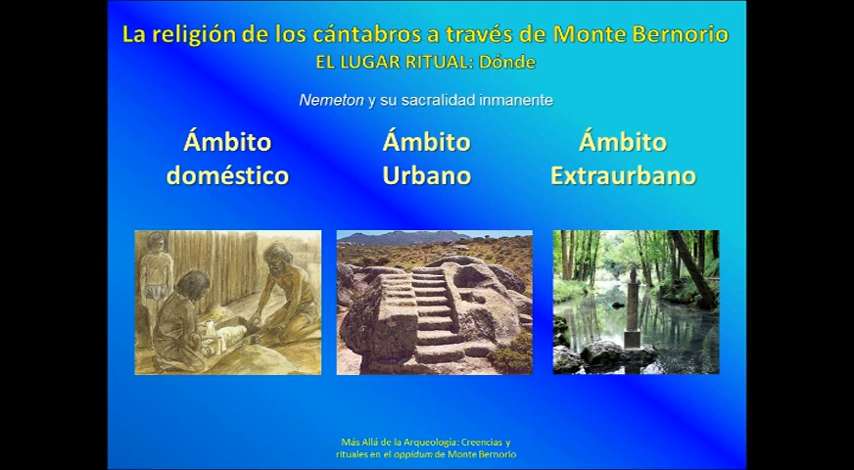 La religión de los cántabros a través de Monte Bernorio
EL LUGAR RITUAL: Dónde
Nemeton y su sacralidad inmanente
Ámbito doméstico
Ámbito Urbano
Ámbito Extraurbano
Más Allá de la Arqueología: Creencias y
rituales en el oppidum de Monte Bernorio